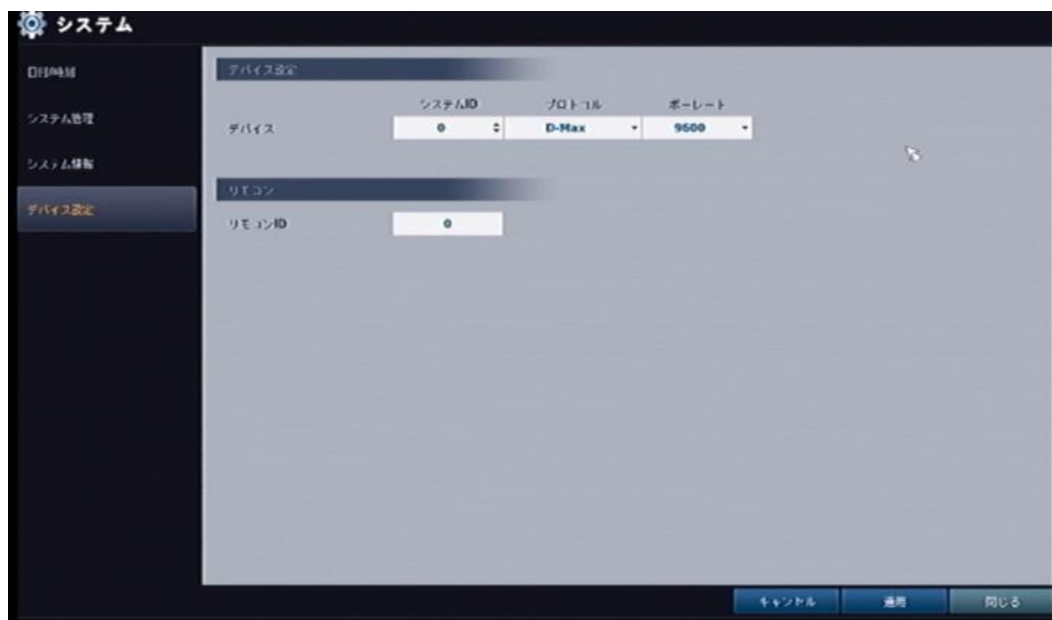 システム
日付/時刻
システム管理
システム情報
デバイス設定
デバイス設定
システムID プロトコル ボーレート
デバイス 0 D-Max 9600
リモコン
リモコンID 0
キャンセル 適用 閉じる